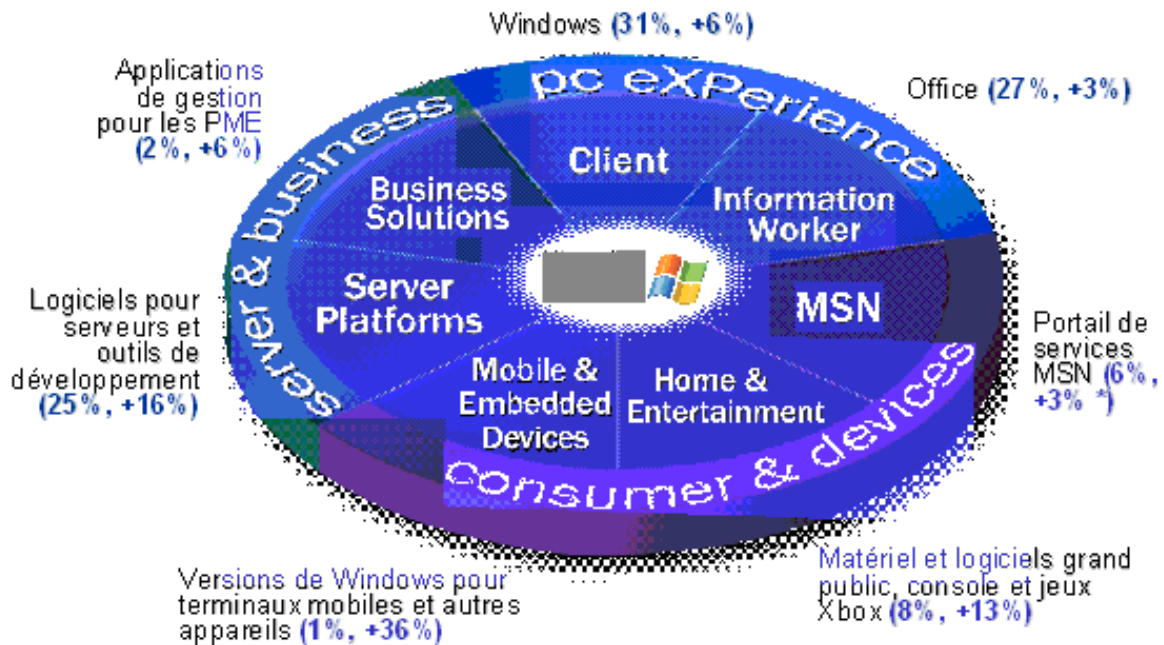 Windows (31%, +6%)
Applications
de gestion
pour les PME
(2%, +6%)
Office (27%, +3%)
pc eXPerience
server & business
Client
Business
Solutions
Information
Worker
Server
Platforms
MSN
Logiciels pour
serveurs et
outils de
développement
(25%, +16%)
Portail de
services
MSN (6%,
+3% *)
Mobile &
Embedded
Devices
Home &
Entertainment
consumer & devices
Versions de Windows pour
terminaux mobiles et autres
appareils (1%, +36%)
Matériel et logiciels grand
public, console et jeux
Xbox (8%, +13%)